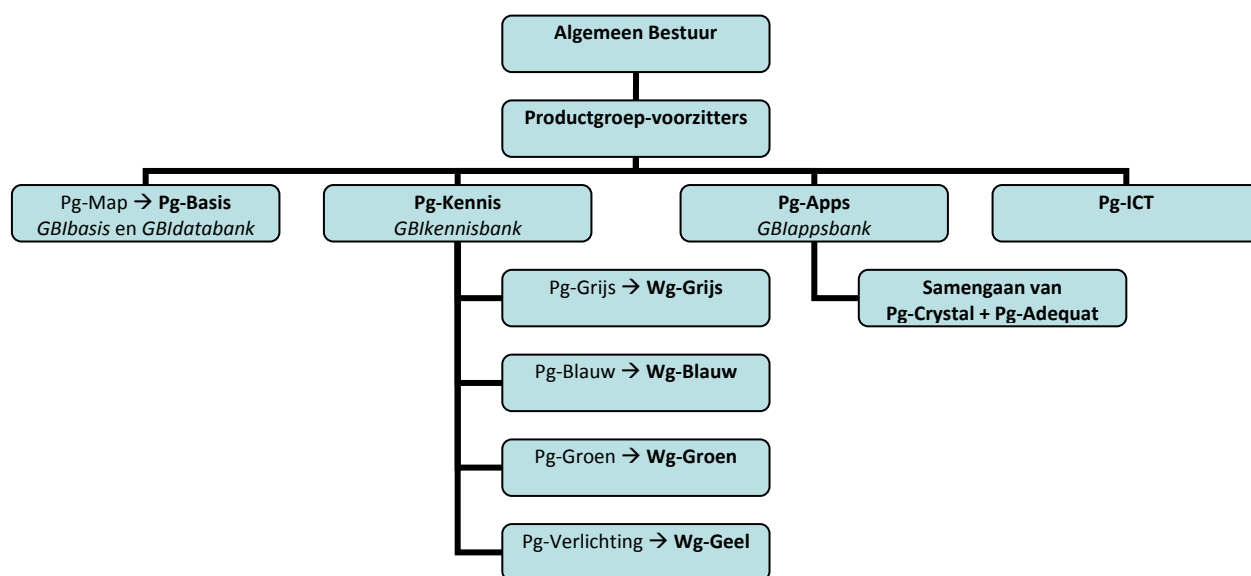 Algemeen Bestuur
Productgroep-voorzitters
Pg-Map → Pg-Basis
GBIbasis en GBIdatabank
Pg-Kennis
GBIkennisbank
Pg-Apps
GBIappsbank
Pg-ICT
Pg-Grijs → Wg-Grijs
Samengaan van
Pg-Crystal + Pg-Adequat
Pg-Blauw → Wg-Blauw
Pg-Groen → Wg-Groen
Pg-Verlichting → Wg-Geel